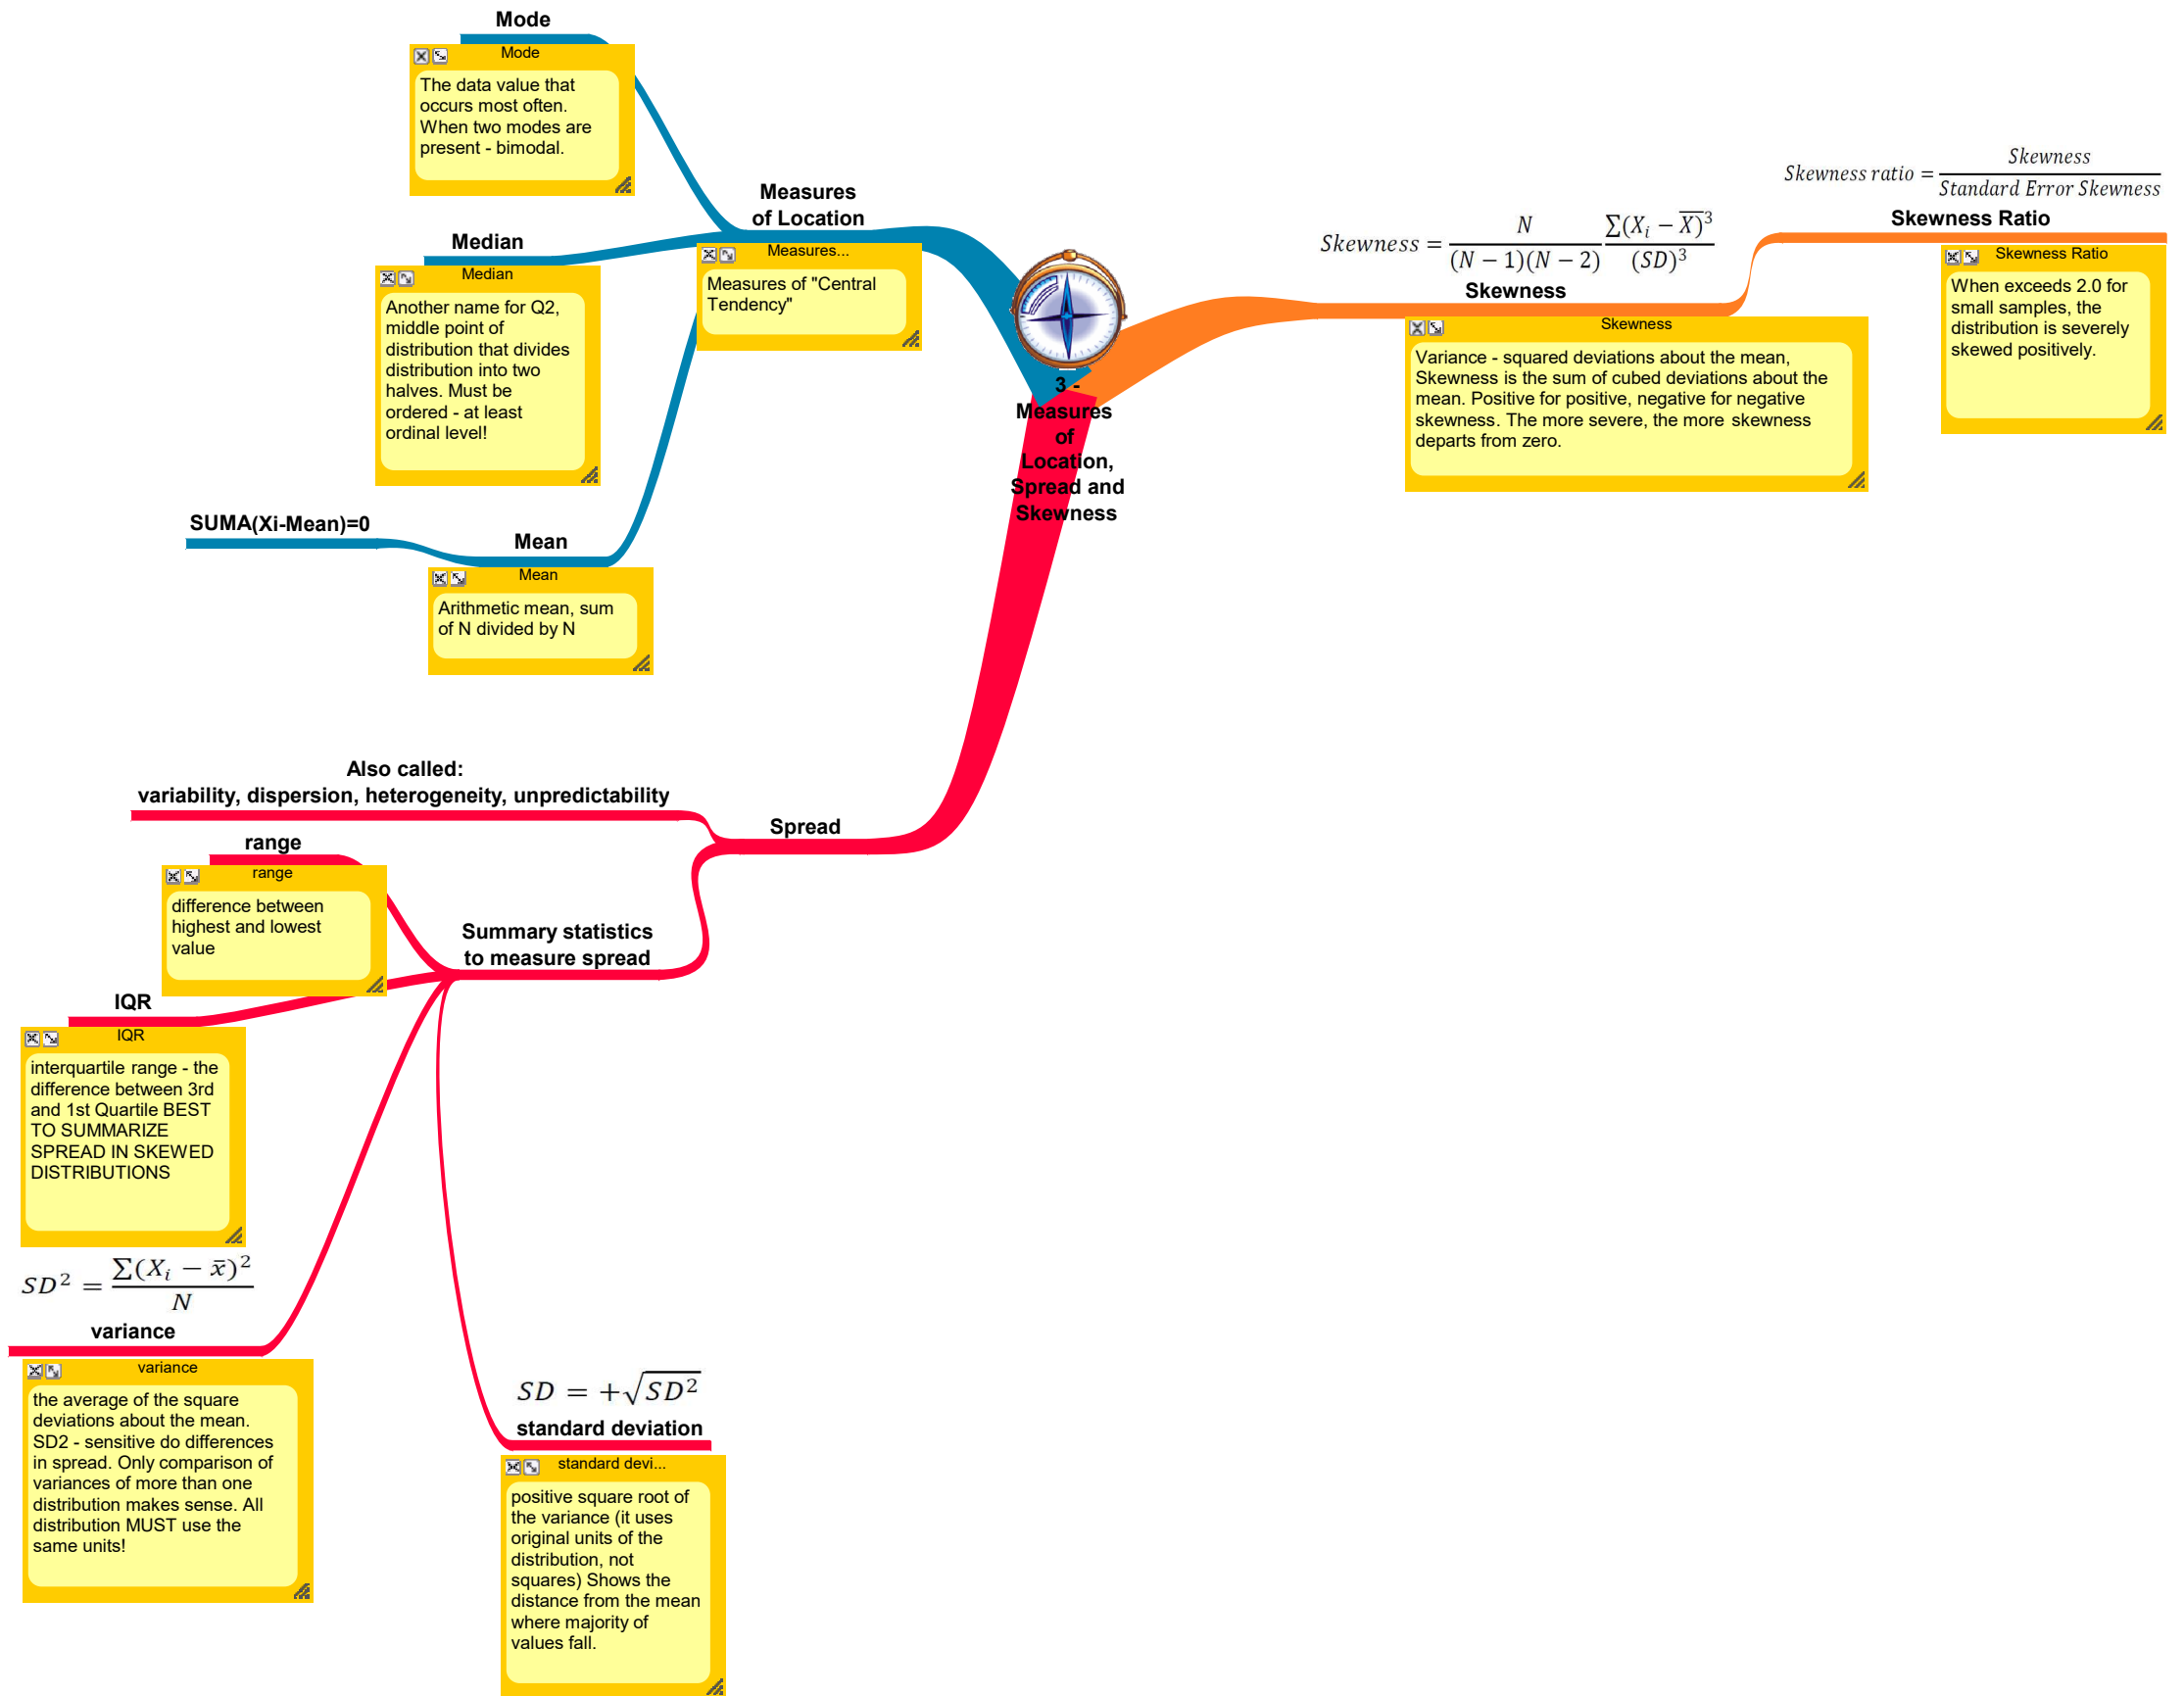 Mode
Mode
The data value that
occurs most often.
When two modes are
present - bimodal.
Measures
of Location
Measures...
Measures of "Central
Tendency"
Median
Median
Another name for Q2,
middle point of
distribution that divides
distribution into two
halves. Must be
ordered - at least
ordinal level!
SUMA(Xi-Mean)=0
Mean
Mean
Arithmetic mean, sum
of N divided by N
3 -
Measures
of
Location,
Spread and
Skewness
Skewness = N / (N − 1)(N − 2) ∑(X_i − X̄)³ / (SD)³
Skewness
Skewness
Variance - squared deviations about the mean,
Skewness is the sum of cubed deviations about the
mean. Positive for positive, negative for negative
skewness. The more severe, the more skewness
departs from zero.
Skewness ratio = Skewness / Standard Error Skewness
Skewness Ratio
Skewness Ratio
When exceeds 2.0 for
small samples, the
distribution is severely
skewed positively.
Also called:
variability, dispersion, heterogeneity, unpredictability
Spread
range
range
difference between
highest and lowest
value
Summary statistics
to measure spread
IQR
IQR
interquartile range - the
difference between 3rd
and 1st Quartile BEST
TO SUMMARIZE
SPREAD IN SKEWED
DISTRIBUTIONS
SD² = ∑(X_i − x̄)² / N
variance
variance
the average of the square
deviations about the mean.
SD2 - sensitive do differences
in spread. Only comparison of
variances of more than one
distribution makes sense. All
distribution MUST use the
same units!
SD = +√SD²
standard deviation
standard devi...
positive square root of
the variance (it uses
original units of the
distribution, not
squares) Shows the
distance from the mean
where majority of
values fall.